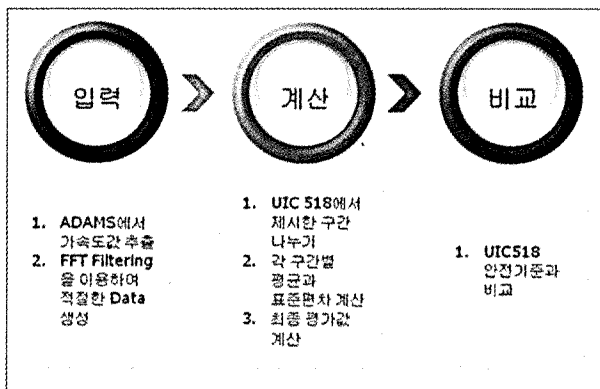 입력
계산
비교
1. ADAMS에서
가속도값 추출
2. FFT Filtering
을 이용하여
적절한 Data
생성
1. UIC 518에서
제시한 구간
나누기
2. 각 구간별
평균과
표준편차 계산
3. 최종 평가값
계산
1. UIC518
안전기준과
비교